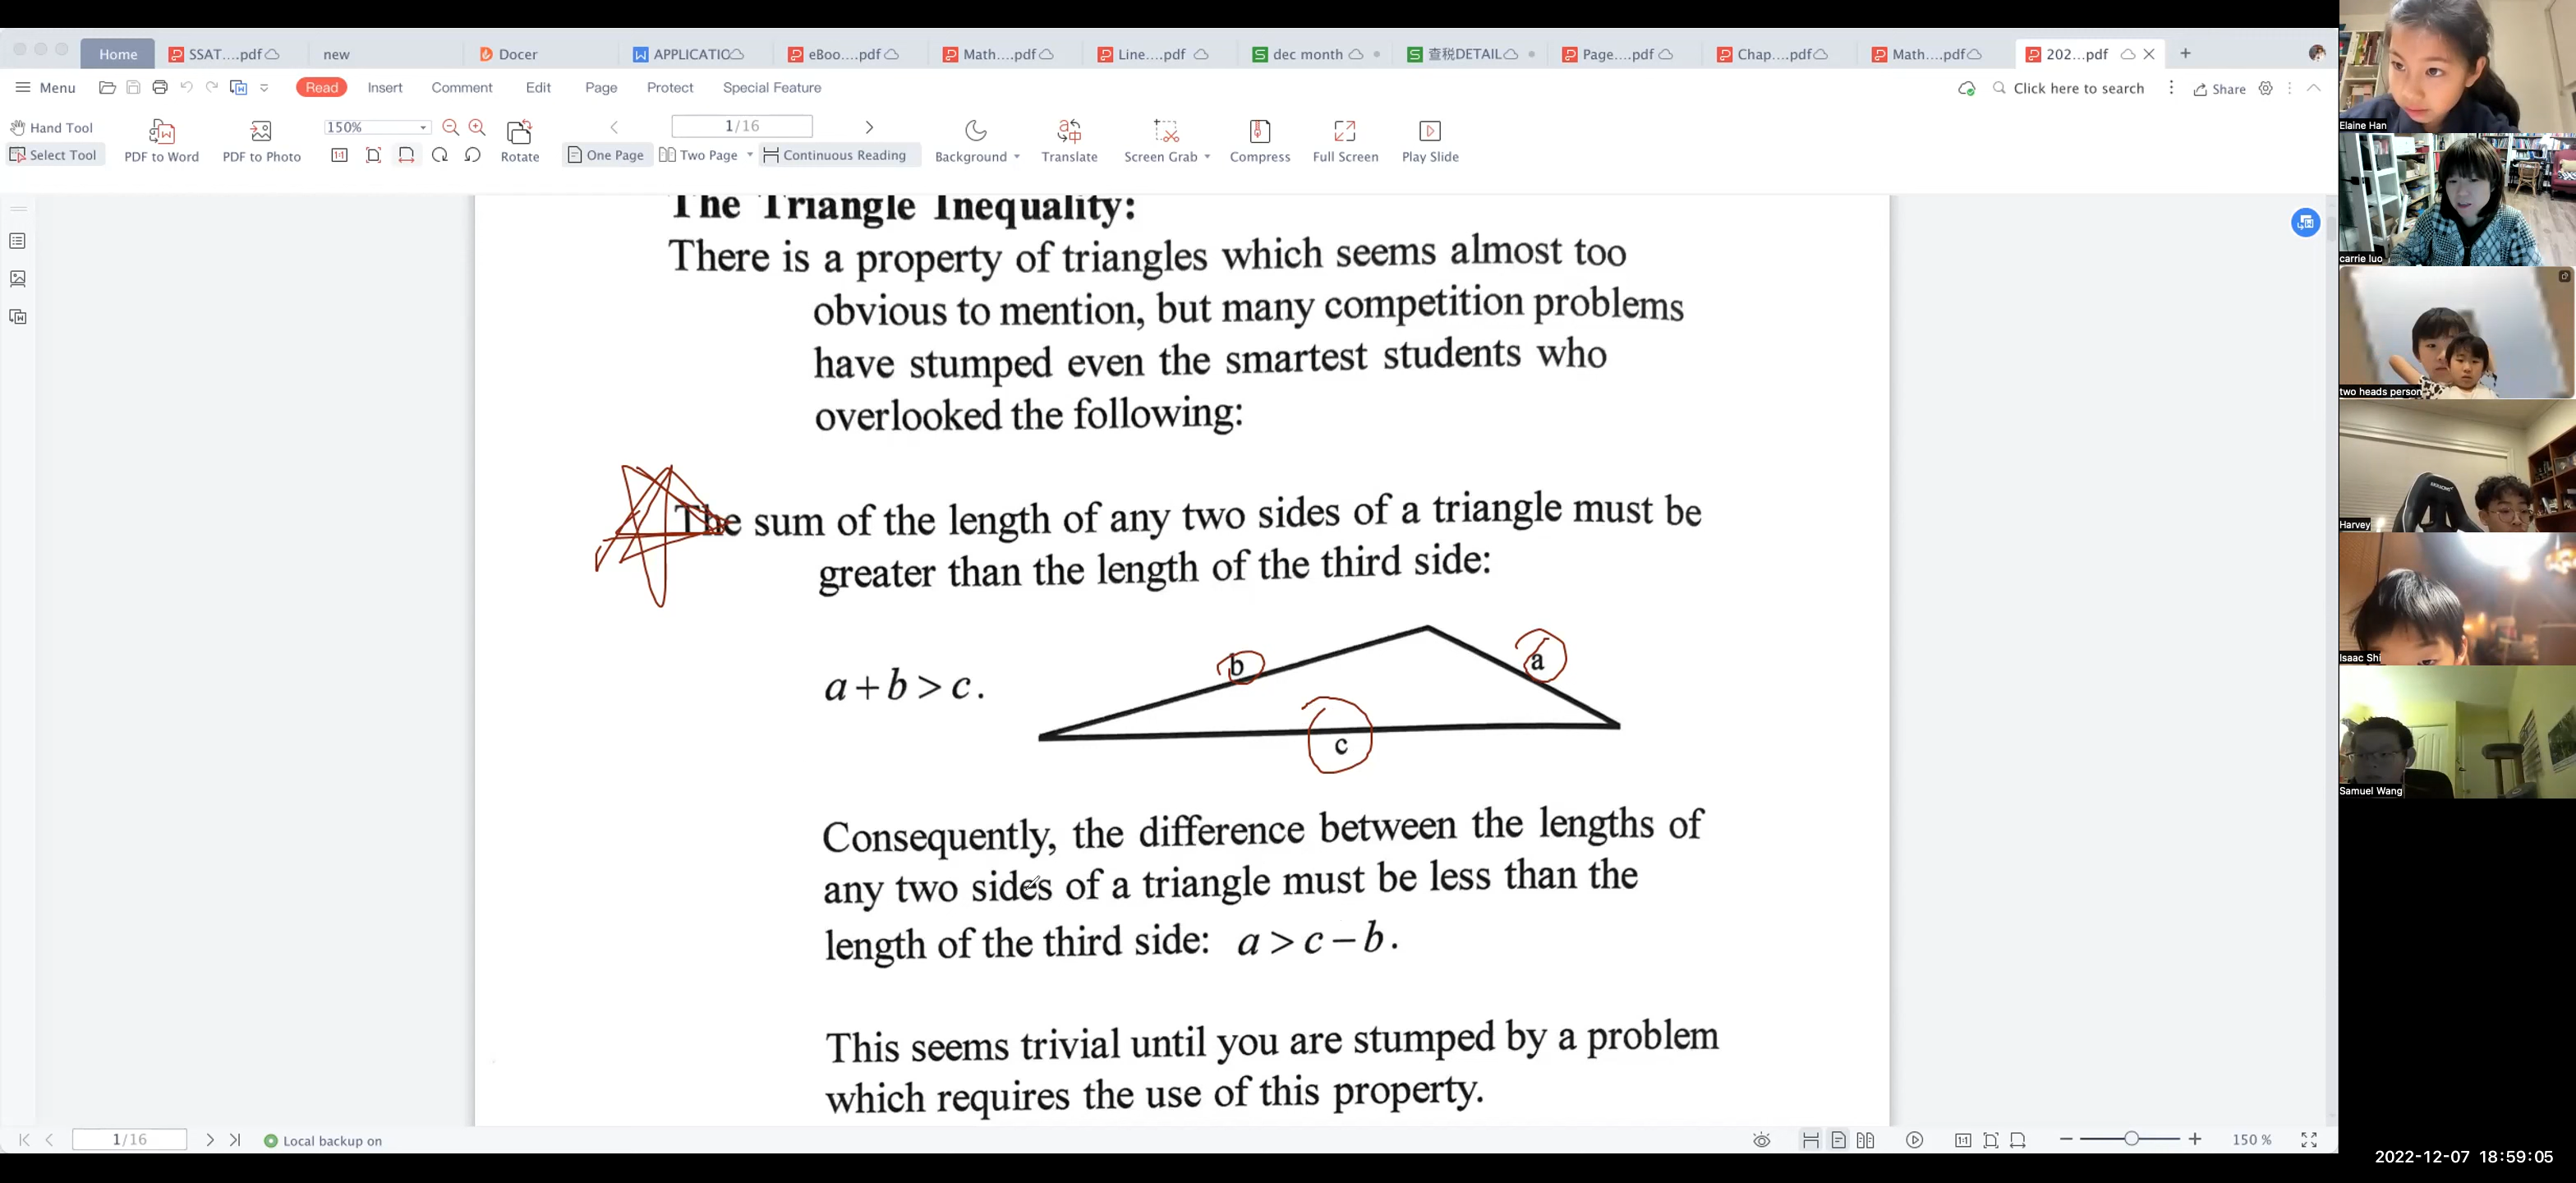 Home
SSAT....pdf
new
Docer
APPLICATIO
eBoo....pdf
Math....pdf
Line....pdf
dec month
查税DETAIL
Page....pdf
Chap....pdf
Math....pdf
202...pdf
Menu
Read
Insert
Comment
Edit
Page
Protect
Special Feature
Click here to search
Share
Hand Tool
Select Tool
PDF to Word
PDF to Photo
150%
Rotate
1/16
One Page
Two Page
Continuous Reading
Background
Translate
Screen Grab
Compress
Full Screen
Play Slide
The Triangle Inequality:
There is a property of triangles which seems almost too
obvious to mention, but many competition problems
have stumped even the smartest students who
overlooked the following:
The sum of the length of any two sides of a triangle must be
greater than the length of the third side:
a+b>c.
b
a
c
Consequently, the difference between the lengths of
any two sides of a triangle must be less than the
length of the third side: a>c−b.
This seems trivial until you are stumped by a problem
which requires the use of this property.
1/16
Local backup on
150 %
Elaine Han
carrie luo
two heads person
Harvey
Isaac Shi
Samuel Wang
2022-12-07 18:59:05